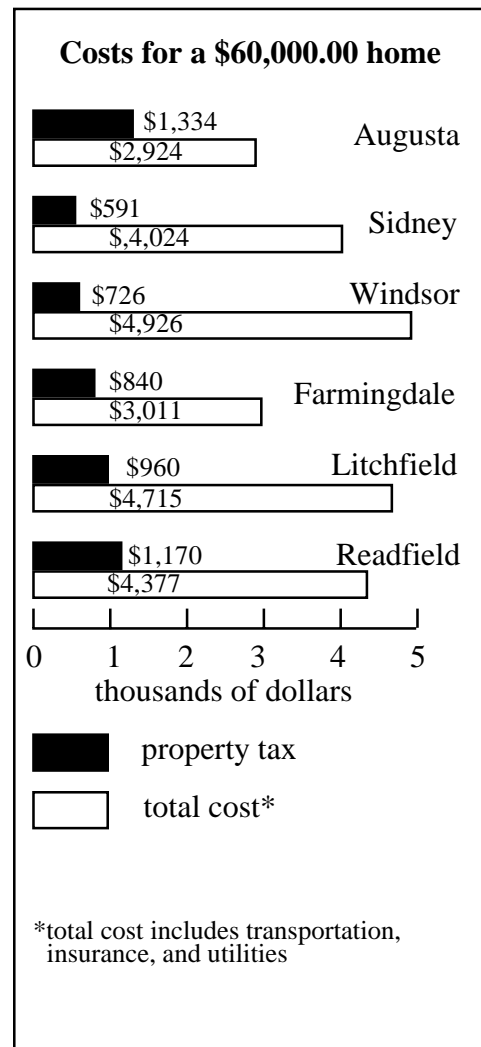 Costs for a $60,000.00 home
$1,334
Augusta
$2,924
$591
Sidney
$,4,024
$726
Windsor
$4,926
$840
Farmingdale
$3,011
$960
Litchfield
$4,715
$1,170
Readfield
$4,377
0 1 2 3 4 5
thousands of dollars
property tax
total cost*
*total cost includes transportation,
insurance, and utilities